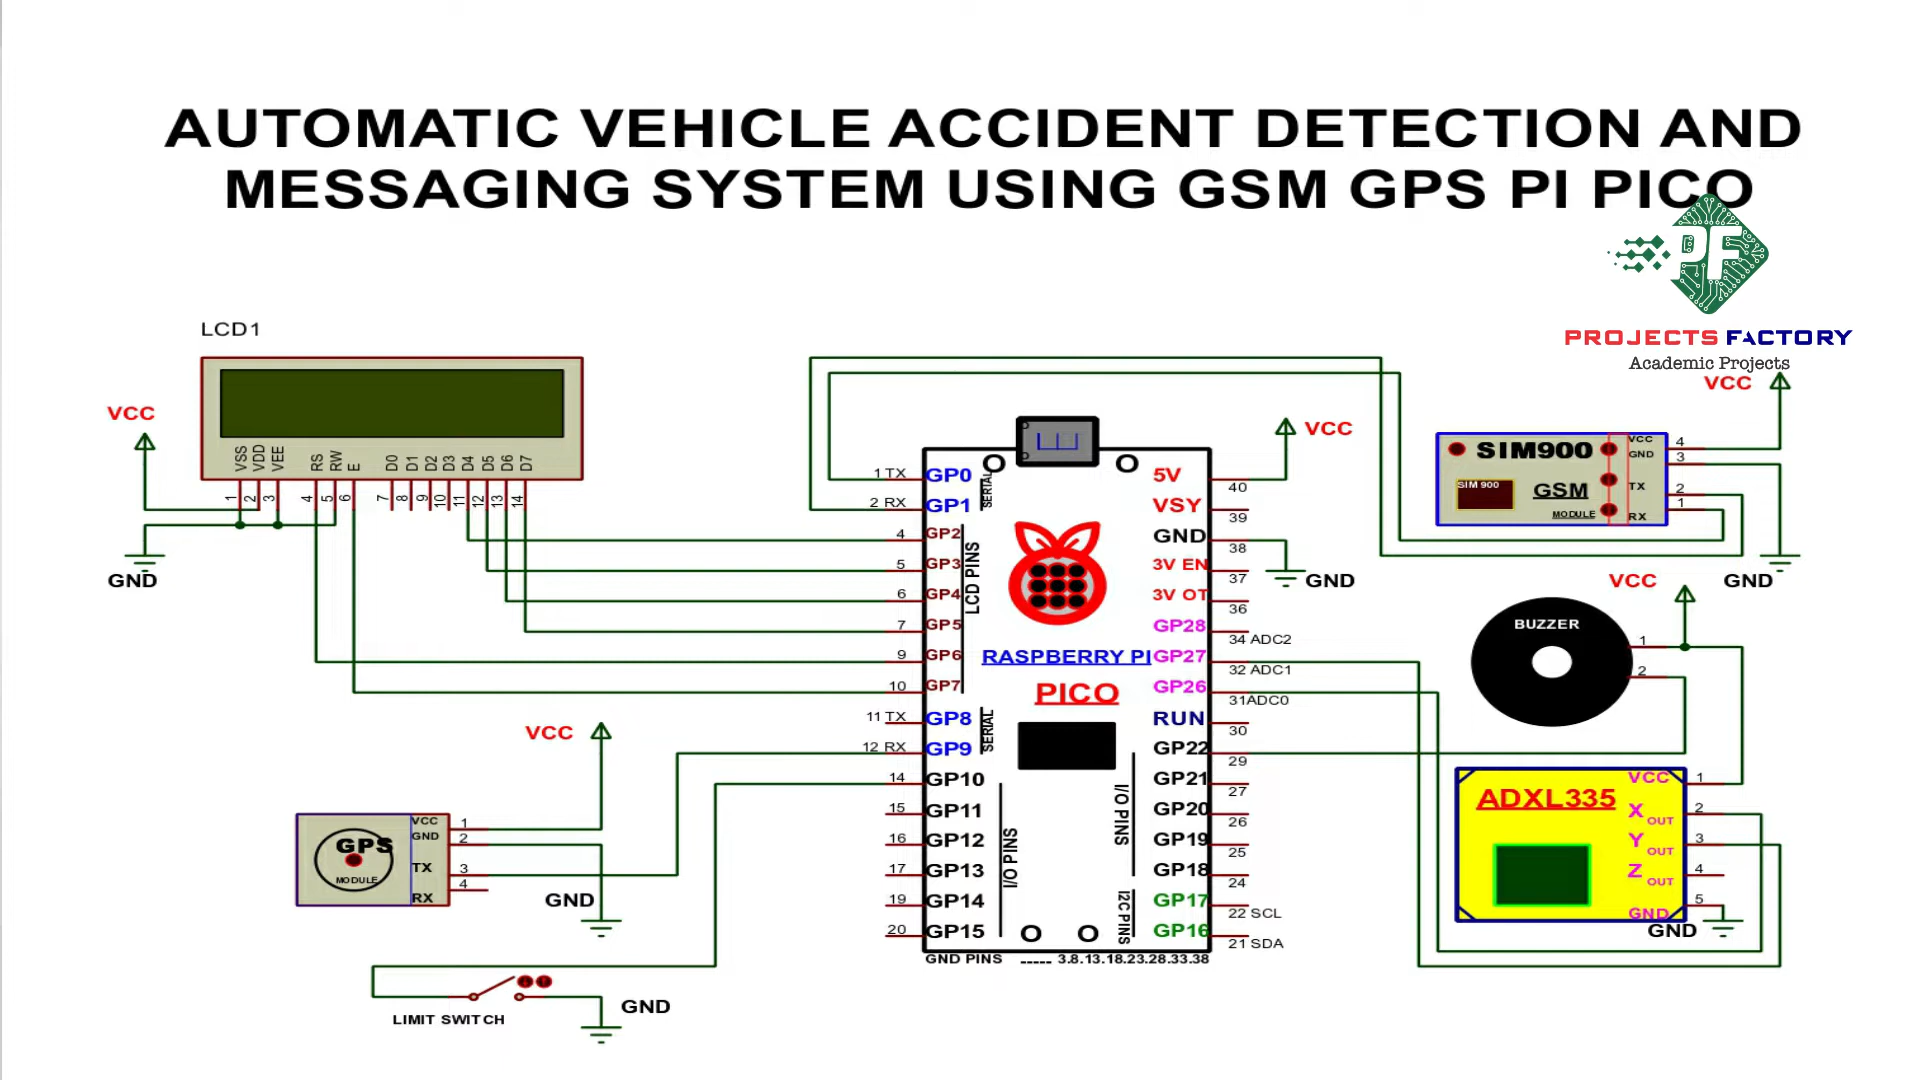 AUTOMATIC VEHICLE ACCIDENT DETECTION AND
MESSAGING SYSTEM USING GSM GPS PI PICO
PF
PROJECTS FACTORY
Academic Projects
LCD1
VCC
GND
VSS
VDD
VEE
RS
RW
E
D0
D1
D2
D3
D4
D5
D6
D7
1
2
3
4
5
6
7
8
9
10
11
12
13
14
1 TX
2 RX
4
5
6
7
9
10
11 TX
12 RX
14
15
16
17
19
20
GP0
GP1
GP2
GP3
GP4
GP5
GP6
GP7
GP8
GP9
GP10
GP11
GP12
GP13
GP14
GP15
SERIAL
LCD PINS
SERIAL
I/O PINS
RASPBERRY PI
PICO
I/O PINS
I2C PINS
5V
VSY
GND
3V EN
3V OT
GP28
GP27
GP26
RUN
GP22
GP21
GP20
GP19
GP18
GP17
GP16
40
39
38
37
36
34 ADC2
32 ADC1
31ADC0
30
29
27
26
25
24
22 SCL
21 SDA
GND PINS ----- 3.8.13.18.23.28.33.38
VCC
GND
SIM900
SIM 900
GSM
MODULE
VCC
GND
TX
RX
4
3
2
1
VCC
GND
BUZZER
1
2
VCC
ADXL335
VCC
X OUT
Y OUT
Z OUT
GND
1
2
3
4
5
GND
GPS
MODULE
VCC
GND
TX
RX
1
2
3
4
VCC
GND
LIMIT SWITCH
GND